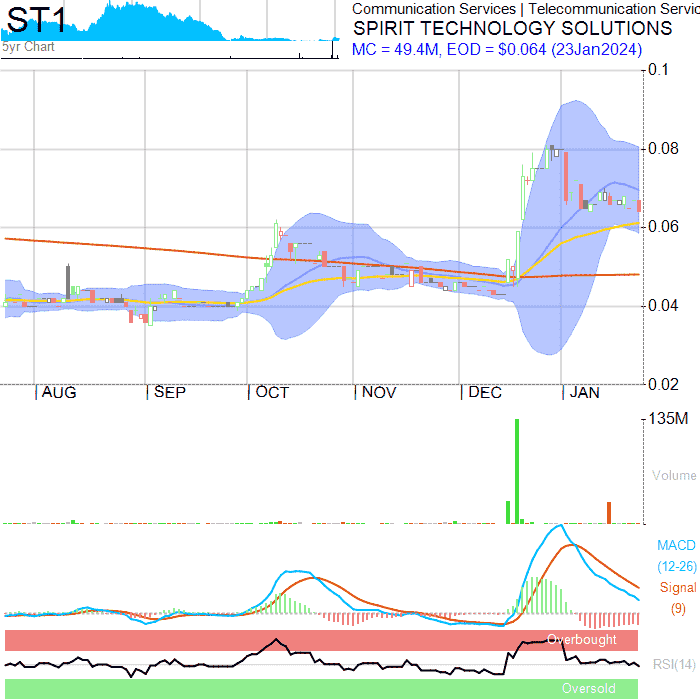 ST1
5yr Chart
Communication Services | Telecommunication Servic
SPIRIT TECHNOLOGY SOLUTIONS
MC = 49.4M, EOD = $0.064 (23Jan2024)
0.1
0.08
0.06
0.04
0.02
AUG SEP OCT NOV DEC JAN
135M
Volume
MACD
(12-26)
Signal
(9)
Overbought
RSI(14)
Oversold